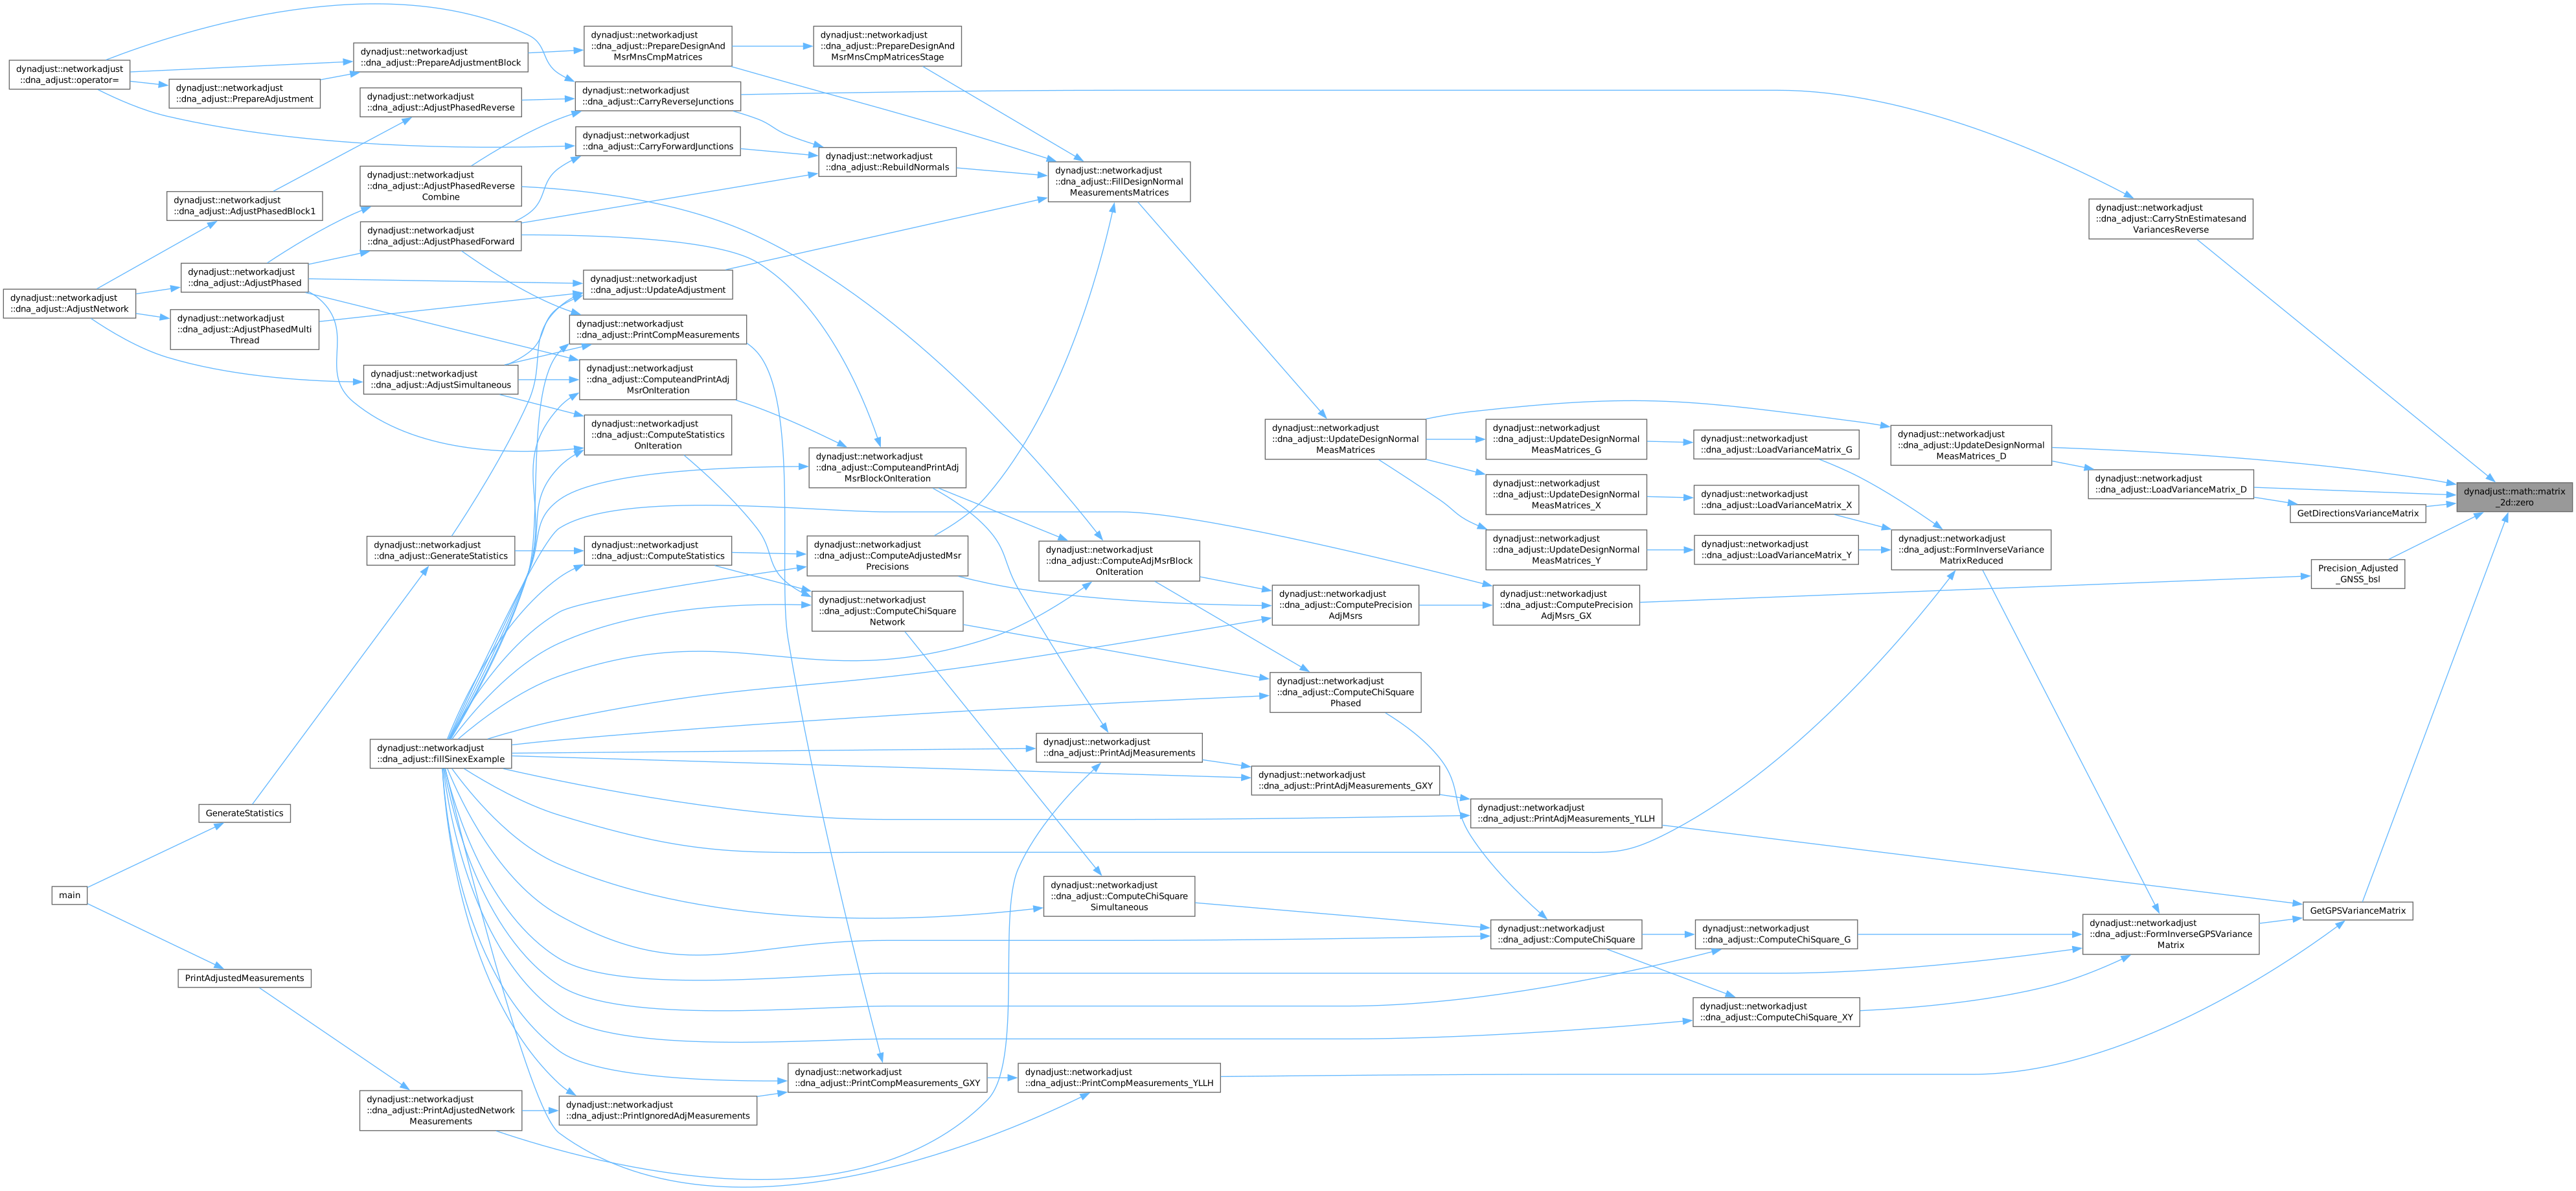 dynadjust::networkadjust
::dna_adjust::operator=
dynadjust::networkadjust
::dna_adjust::PrepareAdjustmentBlock
dynadjust::networkadjust
::dna_adjust::PrepareAdjustment
dynadjust::networkadjust
::dna_adjust::PrepareDesignAnd
MsrMnsCmpMatrices
dynadjust::networkadjust
::dna_adjust::PrepareDesignAnd
MsrMnsCmpMatricesStage
dynadjust::networkadjust
::dna_adjust::AdjustPhasedReverse
dynadjust::networkadjust
::dna_adjust::CarryReverseJunctions
dynadjust::networkadjust
::dna_adjust::CarryForwardJunctions
dynadjust::networkadjust
::dna_adjust::RebuildNormals
dynadjust::networkadjust
::dna_adjust::FillDesignNormal
MeasurementsMatrices
dynadjust::networkadjust
::dna_adjust::AdjustPhasedReverse
Combine
dynadjust::networkadjust
::dna_adjust::AdjustPhasedBlock1
dynadjust::networkadjust
::dna_adjust::CarryStnEstimatesand
VariancesReverse
dynadjust::networkadjust
::dna_adjust::AdjustPhasedForward
dynadjust::networkadjust
::dna_adjust::AdjustPhased
dynadjust::networkadjust
::dna_adjust::UpdateAdjustment
dynadjust::networkadjust
::dna_adjust::AdjustNetwork
dynadjust::networkadjust
::dna_adjust::AdjustPhasedMulti
Thread
dynadjust::networkadjust
::dna_adjust::PrintCompMeasurements
dynadjust::networkadjust
::dna_adjust::AdjustSimultaneous
dynadjust::networkadjust
::dna_adjust::ComputeandPrintAdj
MsrOnIteration
dynadjust::networkadjust
::dna_adjust::ComputeStatistics
OnIteration
dynadjust::networkadjust
::dna_adjust::ComputeandPrintAdj
MsrBlockOnIteration
dynadjust::networkadjust
::dna_adjust::UpdateDesignNormal
MeasMatrices
dynadjust::networkadjust
::dna_adjust::UpdateDesignNormal
MeasMatrices_G
dynadjust::networkadjust
::dna_adjust::LoadVarianceMatrix_G
dynadjust::networkadjust
::dna_adjust::UpdateDesignNormal
MeasMatrices_D
dynadjust::networkadjust
::dna_adjust::LoadVarianceMatrix_D
dynadjust::math::matrix
_2d::zero
GetDirectionsVarianceMatrix
dynadjust::networkadjust
::dna_adjust::UpdateDesignNormal
MeasMatrices_X
dynadjust::networkadjust
::dna_adjust::LoadVarianceMatrix_X
dynadjust::networkadjust
::dna_adjust::UpdateDesignNormal
MeasMatrices_Y
dynadjust::networkadjust
::dna_adjust::LoadVarianceMatrix_Y
dynadjust::networkadjust
::dna_adjust::FormInverseVariance
MatrixReduced
dynadjust::networkadjust
::dna_adjust::GenerateStatistics
dynadjust::networkadjust
::dna_adjust::ComputeStatistics
dynadjust::networkadjust
::dna_adjust::ComputeAdjustedMsr
Precisions
dynadjust::networkadjust
::dna_adjust::ComputeAdjMsrBlock
OnIteration
Precision_Adjusted
_GNSS_bsl
dynadjust::networkadjust
::dna_adjust::ComputeChiSquare
Network
dynadjust::networkadjust
::dna_adjust::ComputePrecision
AdjMsrs
dynadjust::networkadjust
::dna_adjust::ComputePrecision
AdjMsrs_GX
dynadjust::networkadjust
::dna_adjust::ComputeChiSquare
Phased
dynadjust::networkadjust
::dna_adjust::fillSinexExample
dynadjust::networkadjust
::dna_adjust::PrintAdjMeasurements
dynadjust::networkadjust
::dna_adjust::PrintAdjMeasurements_GXY
dynadjust::networkadjust
::dna_adjust::PrintAdjMeasurements_YLLH
GenerateStatistics
main
dynadjust::networkadjust
::dna_adjust::ComputeChiSquare
Simultaneous
dynadjust::networkadjust
::dna_adjust::ComputeChiSquare
dynadjust::networkadjust
::dna_adjust::ComputeChiSquare_G
dynadjust::networkadjust
::dna_adjust::FormInverseGPSVariance
Matrix
GetGPSVarianceMatrix
PrintAdjustedMeasurements
dynadjust::networkadjust
::dna_adjust::ComputeChiSquare_XY
dynadjust::networkadjust
::dna_adjust::PrintAdjustedNetwork
Measurements
dynadjust::networkadjust
::dna_adjust::PrintIgnoredAdjMeasurements
dynadjust::networkadjust
::dna_adjust::PrintCompMeasurements_GXY
dynadjust::networkadjust
::dna_adjust::PrintCompMeasurements_YLLH